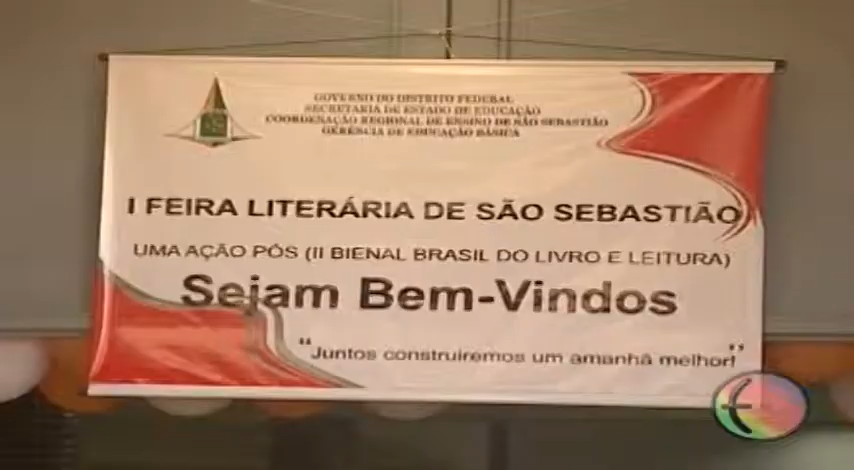 GOVERNO DO DISTRITO FEDERAL
SECRETARIA DE ESTADO DE EDUCAÇÃO
COORDENAÇÃO REGIONAL DE ENSINO DE SÃO SEBASTIÃO
GERÊNCIA DE EDUCAÇÃO BÁSICA
I FEIRA LITERÁRIA DE SÃO SEBASTIÃO
UMA AÇÃO PÓS (II BIENAL BRASIL DO LIVRO E LEITURA)
Sejam Bem-Vindos
"Juntos construiremos um amanhã melhor!"